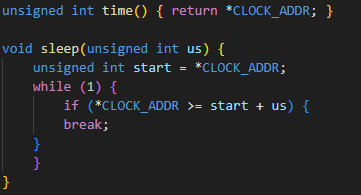 unsigned int time() { return *CLOCK_ADDR; }
void sleep(unsigned int us) {
unsigned int start = *CLOCK_ADDR;
while (1) {
if (*CLOCK_ADDR >= start + us) {
break;
}
}
}